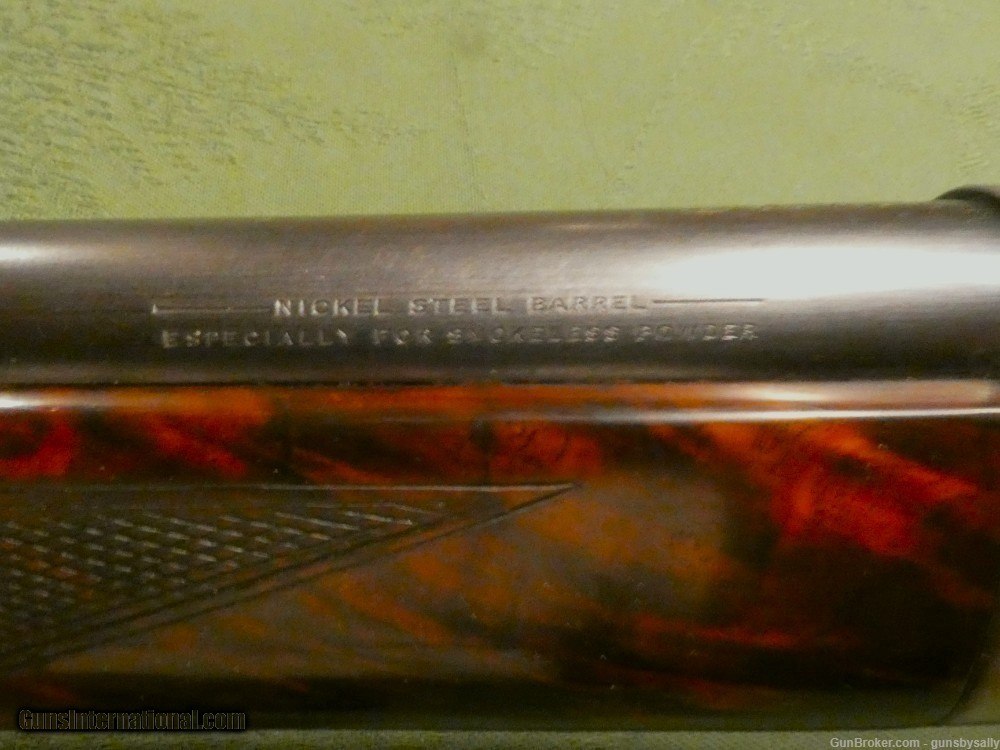 NICKEL STEEL BARREL
ESPECIALLY FOR SMOKELESS POWDER
GunsInternational.com
GunBroker.com - gunsbysally